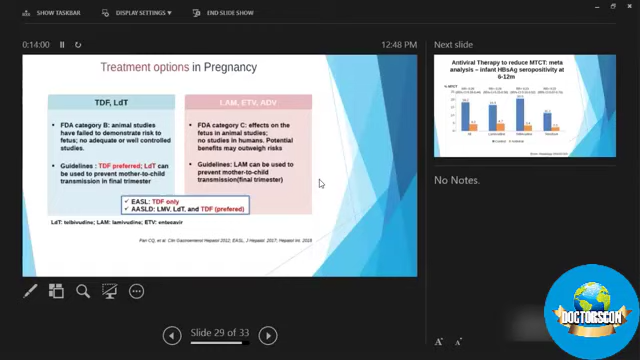 SHOW TASKBAR
DISPLAY SETTINGS
END SLIDE SHOW
0:14:00
12:48 PM
Treatment options in Pregnancy
TDF, LdT
FDA category B: animal studies
have failed to demonstrate risk to
fetus; no adequate or well controlled
studies.
Guidelines : TDF preferred; LdT can
be used to prevent mother-to-child
transmission in final trimester
LAM, ETV, ADV
FDA category C: effects on the
fetus in animal studies;
no studies in humans. Potential
benefits may outweigh risks
Guidelines: LAM can be used to
prevent mother-to-child
transmission(final trimester)
✓ EASL: TDF only
✓ AASLD: LMV, LdT, and TDF (prefered)
LdT: telbivudine; LAM: lamivudine; ETV: entecavir
Pan CQ, et al. Clin Gastroenterol Hepatol 2012; EASL, J Hepatol. 2017; Hepatol Int. 2016
Slide 29 of 33
Next slide
Antiviral Therapy to reduce MTCT: meta
analysis – infant HBsAg seropositivity at
6-12m
% MTCT
No Notes.
A A
DOCTORSCON